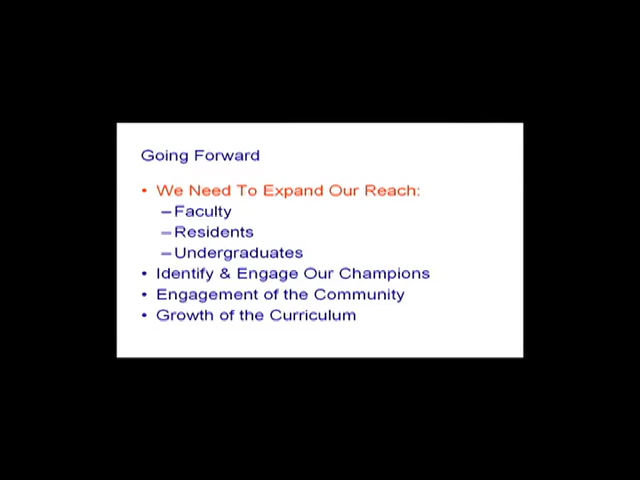 Going Forward
• We Need To Expand Our Reach:
– Faculty
– Residents
– Undergraduates
• Identify & Engage Our Champions
• Engagement of the Community
• Growth of the Curriculum